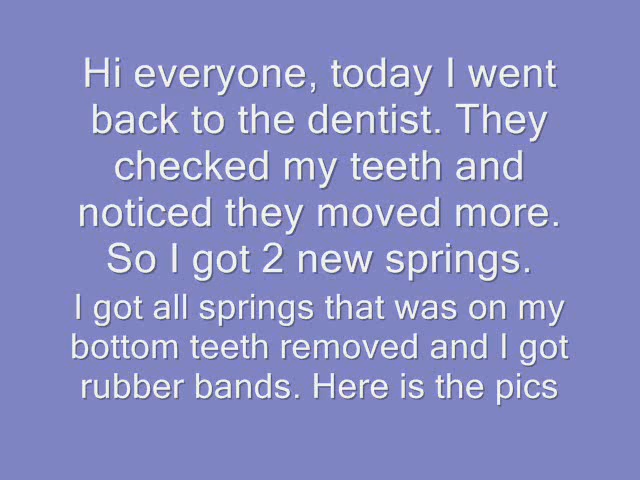 Hi everyone, today I went
back to the dentist. They
checked my teeth and
noticed they moved more.
So I got 2 new springs.
I got all springs that was on my
bottom teeth removed and I got
rubber bands. Here is the pics